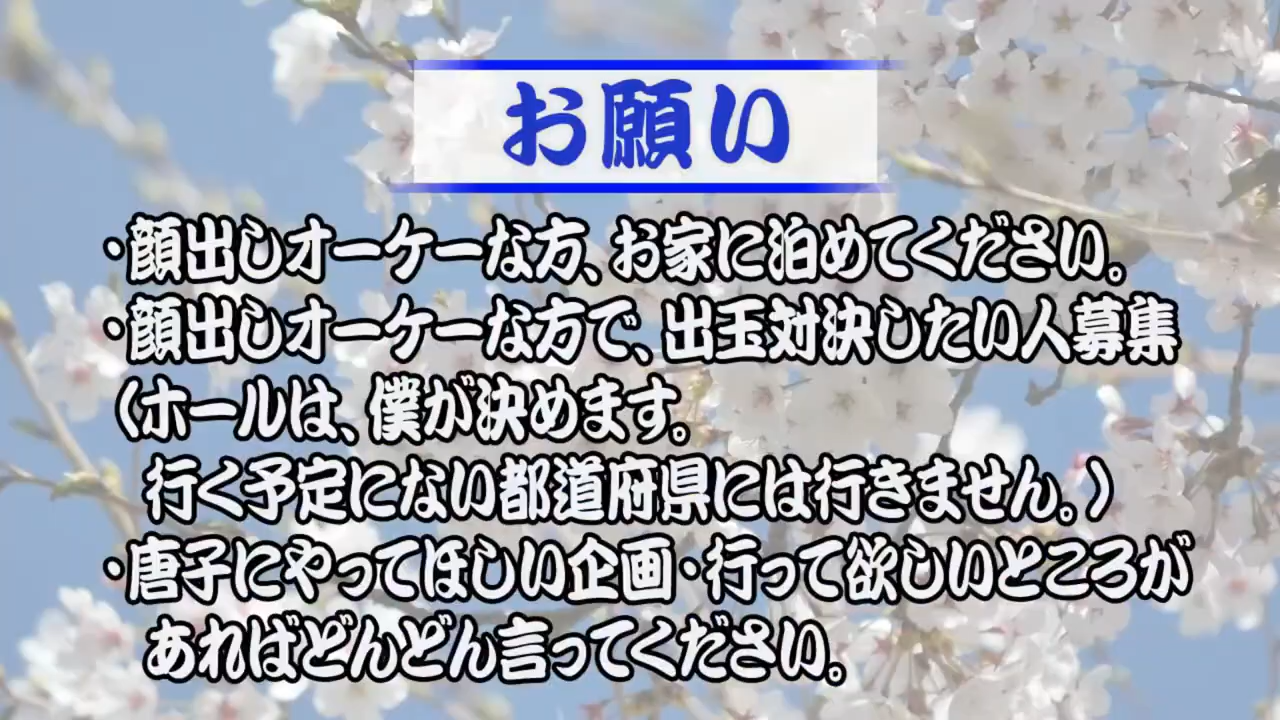 お願い
・顔出しオーケーな方、お家に泊めてください。
・顔出しオーケーな方で、出玉対決したい人募集
（ホールは、僕が決めます。
行く予定にない都道府県には行きません。）
・唐子にやってほしい企画・行って欲しいところが
あればどんどん言ってください。